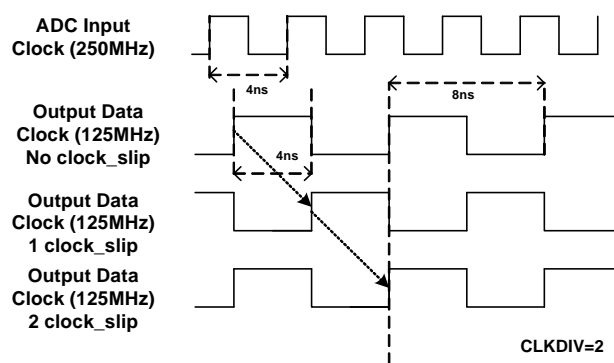 ADC Input
Clock (250MHz)
4ns
8ns
Output Data
Clock (125MHz)
No clock_slip
4ns
Output Data
Clock (125MHz)
1 clock_slip
Output Data
Clock (125MHz)
2 clock_slip
CLKDIV=2